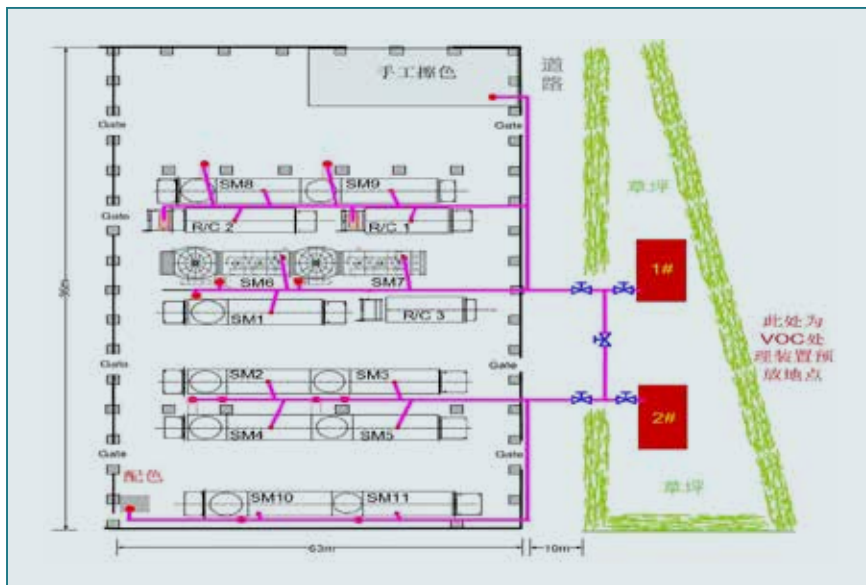 手工擦色
道路
Gate
Gate
SM8
SM9
草坪
Gate
R/C 2
R/C 1
Gate
1#
SM6
SM7
SM1
R/C 3
此处为
VOC处
理装置预
放地点
Gate
SM2
SM3
Gate
2#
SM4
SM5
Gate
Gate
配色
草坪
SM10
SM11
63m
10m